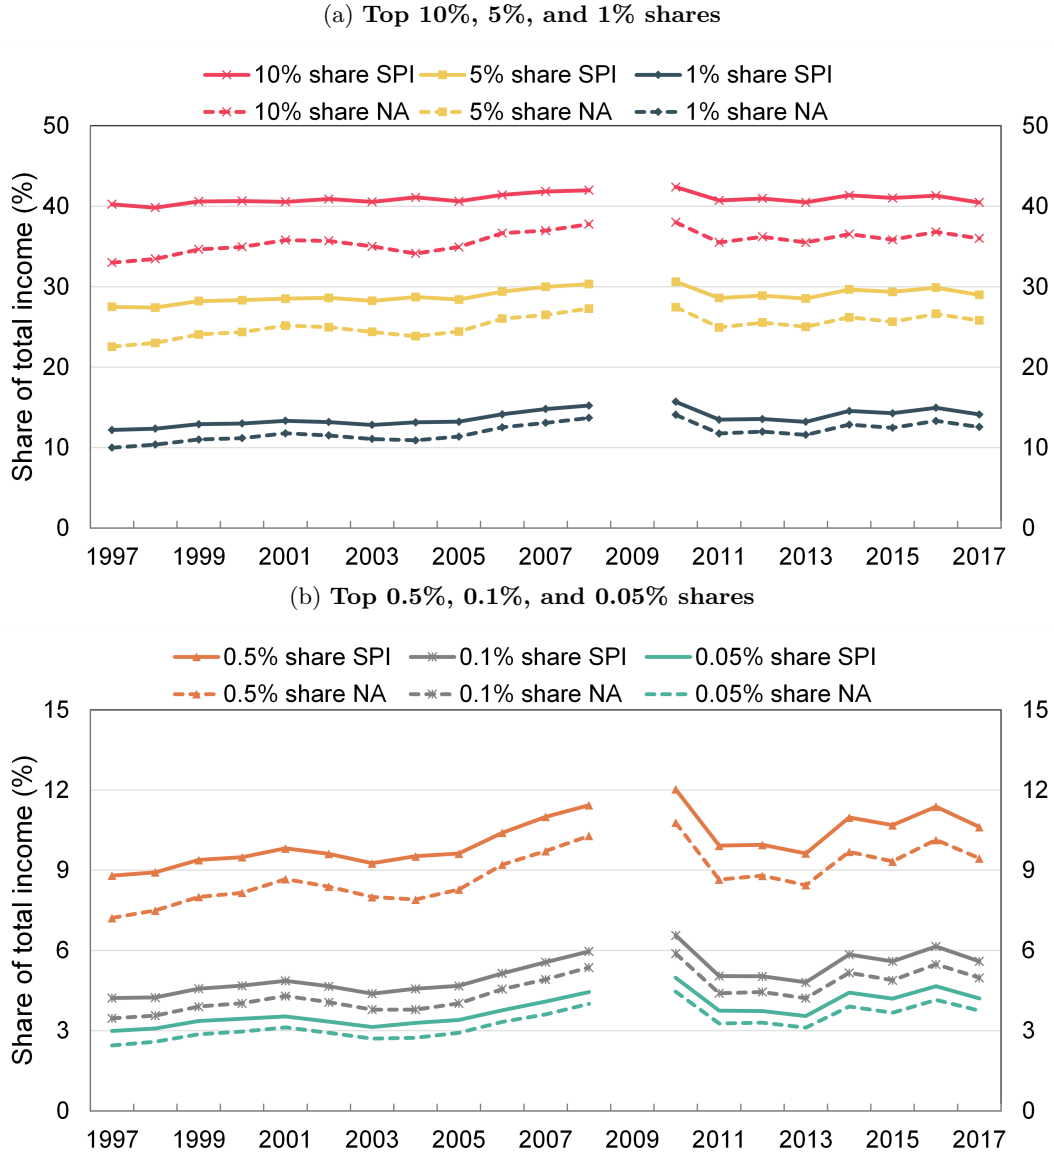 (a) Top 10%, 5%, and 1% shares
10% share SPI 5% share SPI 1% share SPI
10% share NA 5% share NA 1% share NA
Share of total income (%)
50 50
40 40
30 30
20 20
10 10
0 0
1997 1999 2001 2003 2005 2007 2009 2011 2013 2015 2017
(b) Top 0.5%, 0.1%, and 0.05% shares
0.5% share SPI 0.1% share SPI 0.05% share SPI
0.5% share NA 0.1% share NA 0.05% share NA
Share of total income (%)
15 15
12 12
9 9
6 6
3 3
0 0
1997 1999 2001 2003 2005 2007 2009 2011 2013 2015 2017